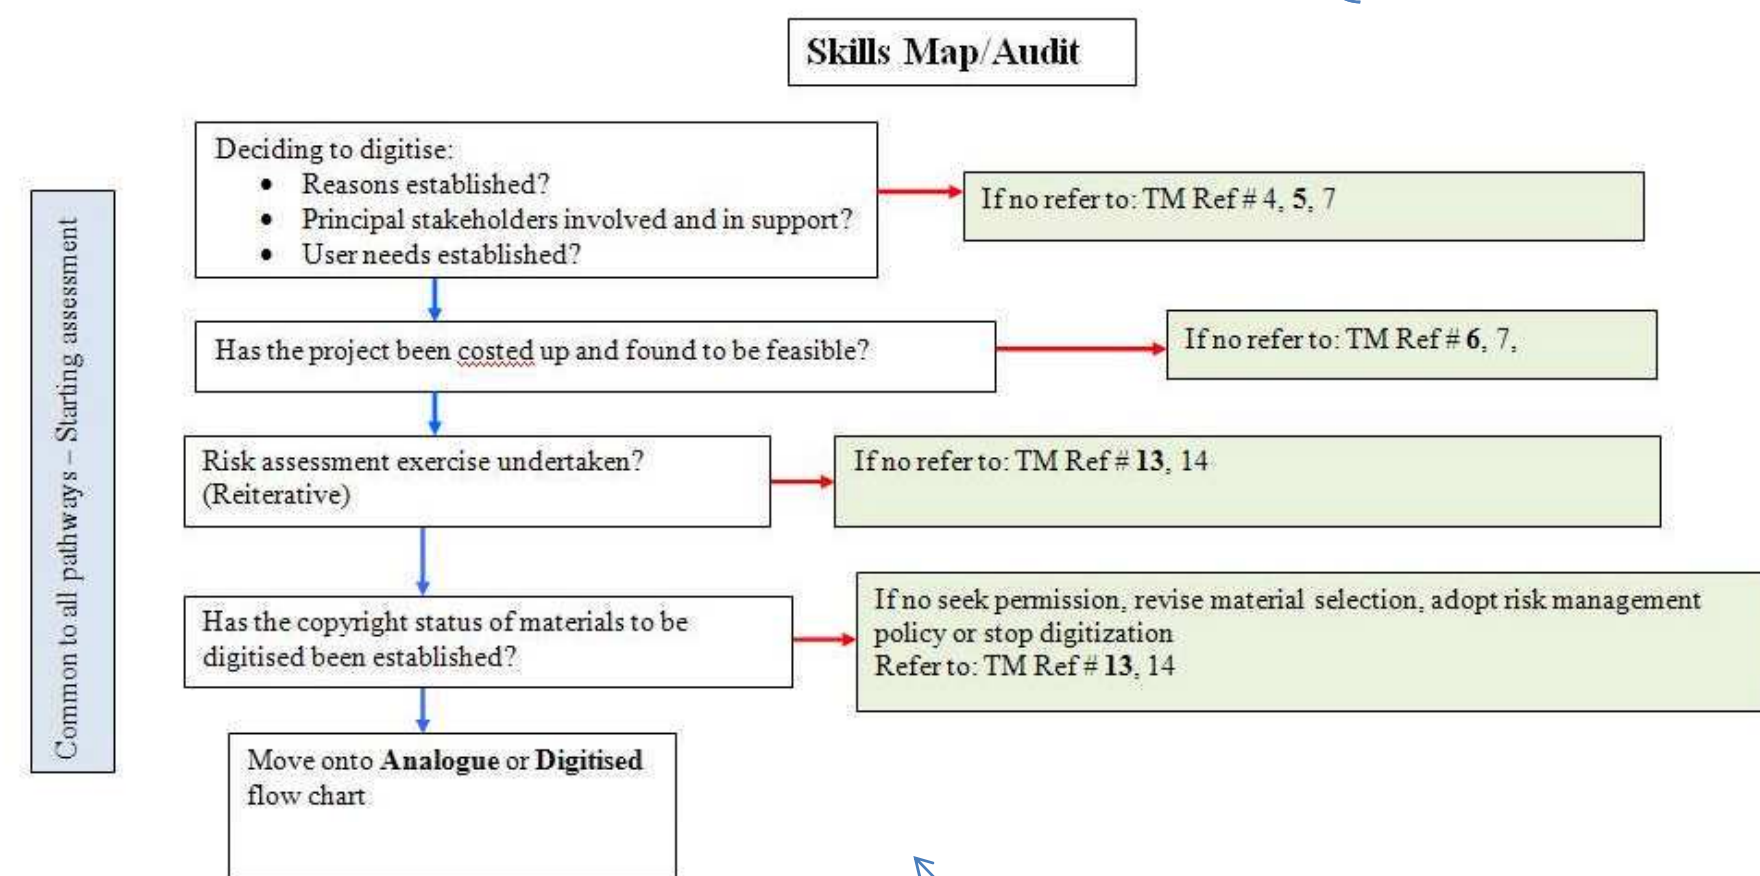 Skills Map/Audit
Common to all pathways – Starting assessment
Deciding to digitise:
• Reasons established?
• Principal stakeholders involved and in support?
• User needs established?
If no refer to: TM Ref # 4, 5, 7
Has the project been costed up and found to be feasible?
If no refer to: TM Ref # 6, 7,
Risk assessment exercise undertaken?
(Reiterative)
If no refer to: TM Ref # 13, 14
Has the copyright status of materials to be
digitised been established?
If no seek permission, revise material selection, adopt risk management
policy or stop digitization
Refer to: TM Ref # 13, 14
Move onto Analogue or Digitised
flow chart